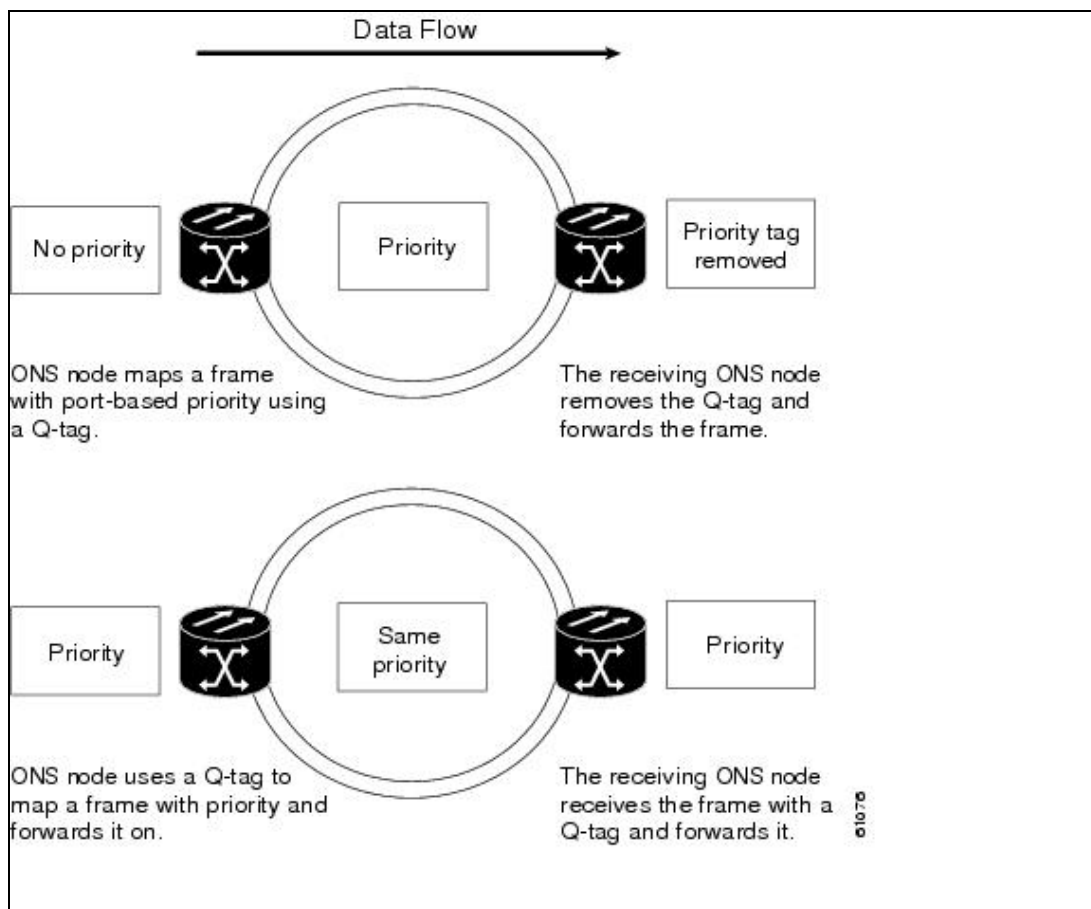 Data Flow
No priority
Priority
Priority tag
removed
ONS node maps a frame
with port-based priority using
a Q-tag.
The receiving ONS node
removes the Q-tag and
forwards the frame.
Priority
Same
priority
Priority
ONS node uses a Q-tag to
map a frame with priority and
forwards it on.
The receiving ONS node
receives the frame with a
Q-tag and forwards it.
61076